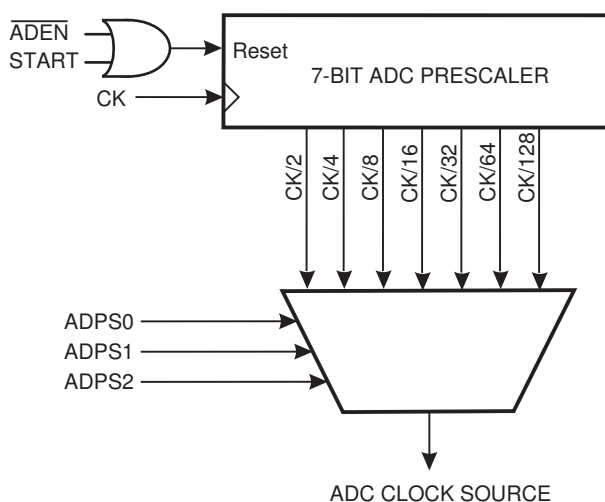 ADEN
START
Reset
7-BIT ADC PRESCALER
CK
CK/2
CK/4
CK/8
CK/16
CK/32
CK/64
CK/128
ADPS0
ADPS1
ADPS2
ADC CLOCK SOURCE